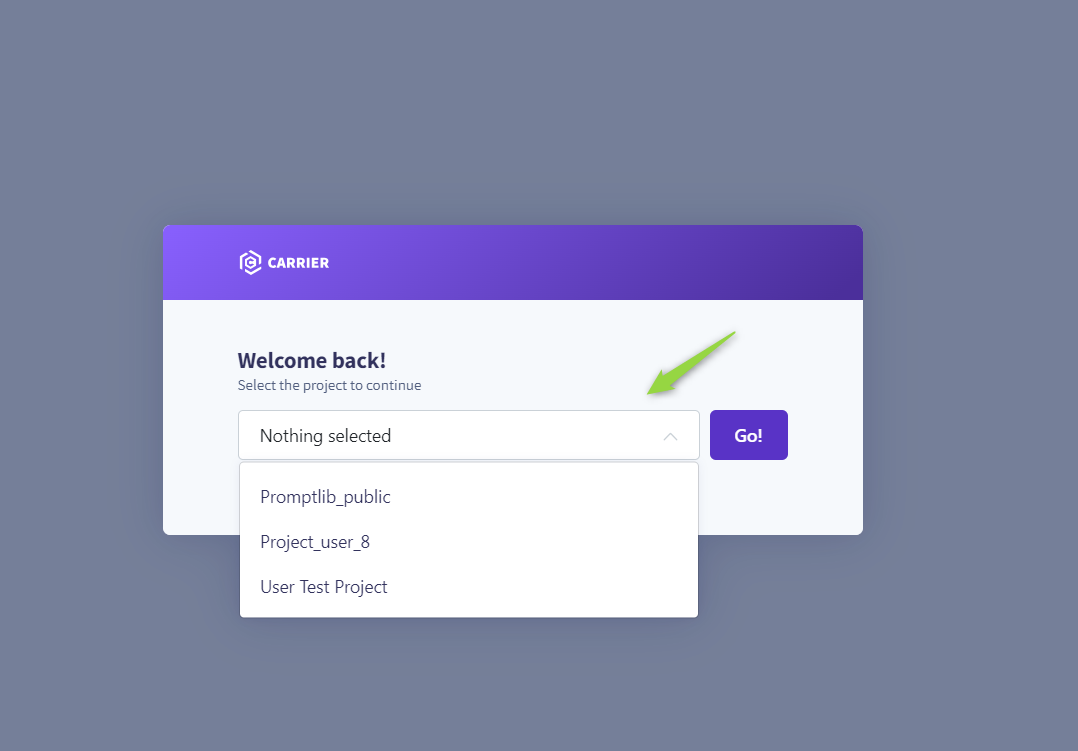 CARRIER
Welcome back!
Select the project to continue
Nothing selected
Go!
Promptlib_public
Project_user_8
User Test Project